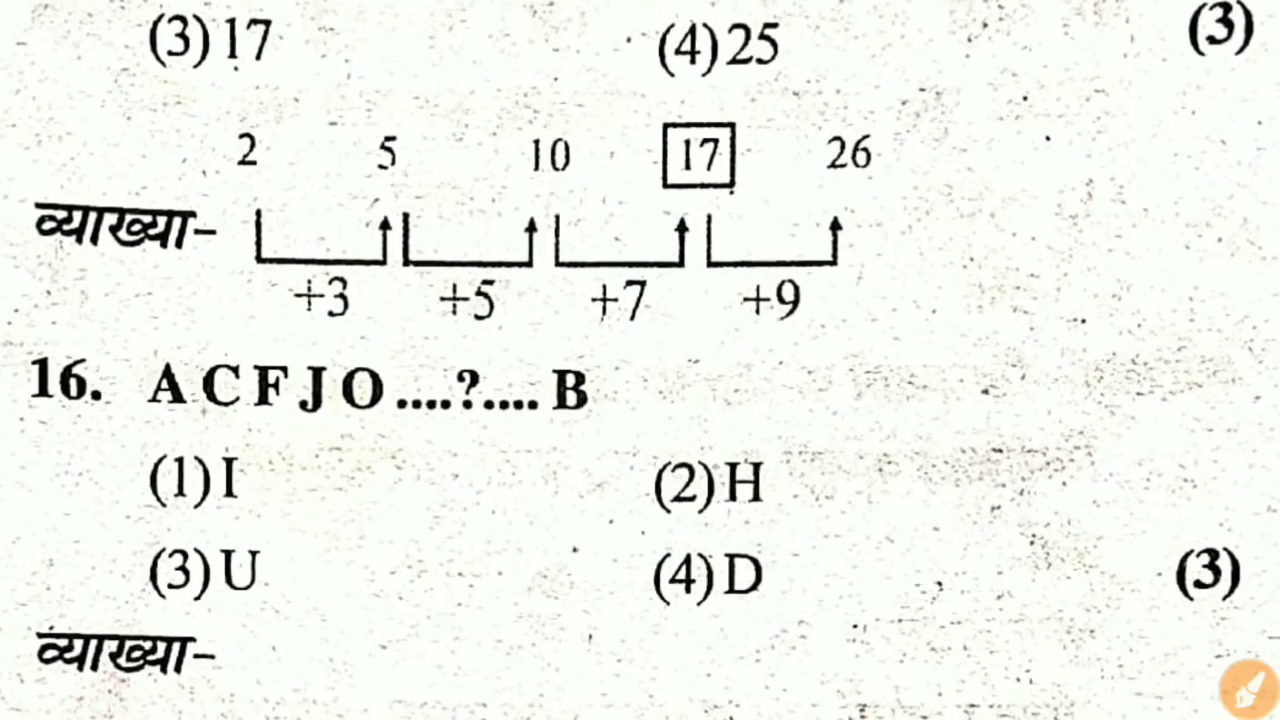 (3) 17 (4) 25 (3)
2 5 10 17 26
व्याख्या-
+3 +5 +7 +9
16. A C F J O ....?.... B
(1) I (2) H
(3) U (4) D (3)
व्याख्या-